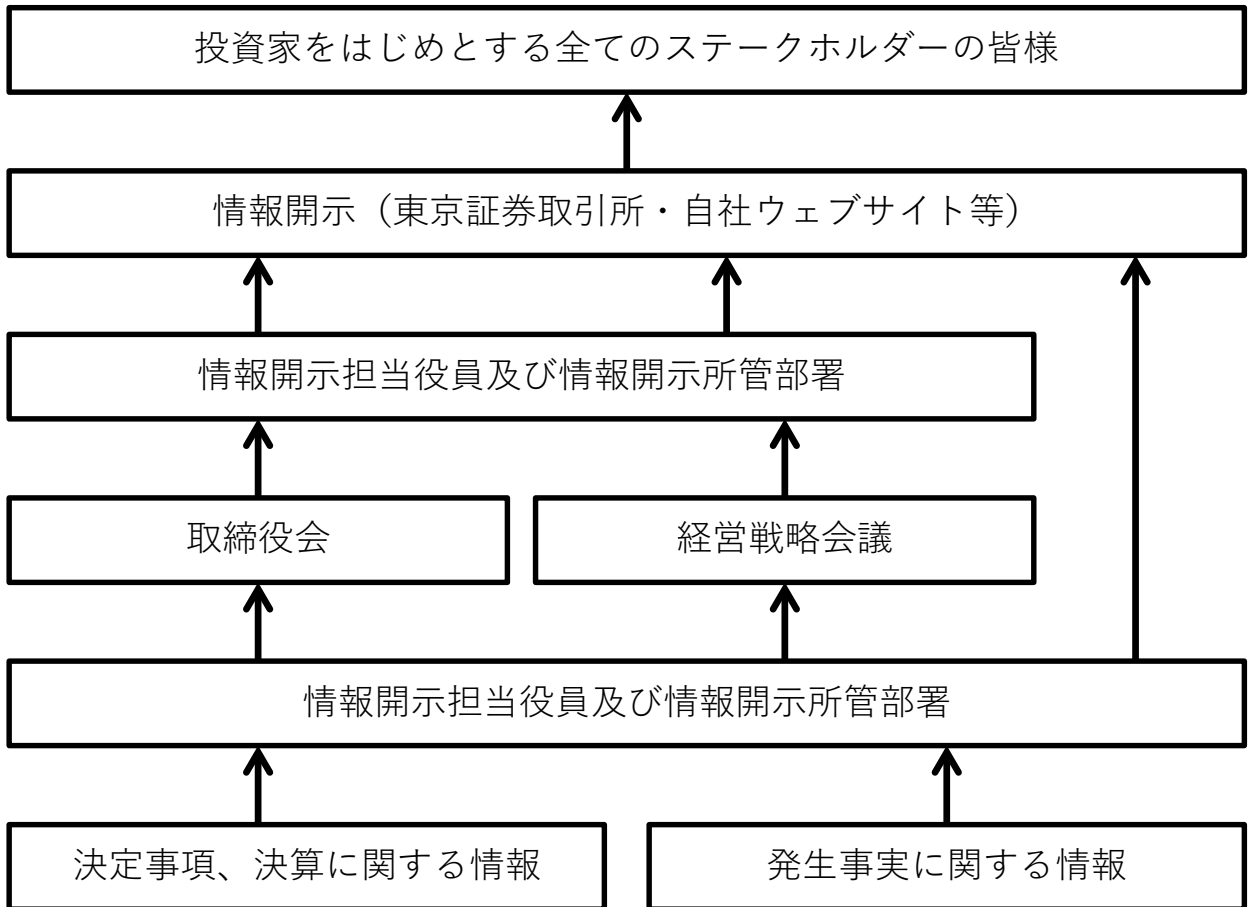 投資家をはじめとする全てのステークホルダーの皆様
情報開示（東京証券取引所・自社ウェブサイト等）
情報開示担当役員及び情報開示所管部署
取締役会
経営戦略会議
情報開示担当役員及び情報開示所管部署
決定事項、決算に関する情報
発生事実に関する情報